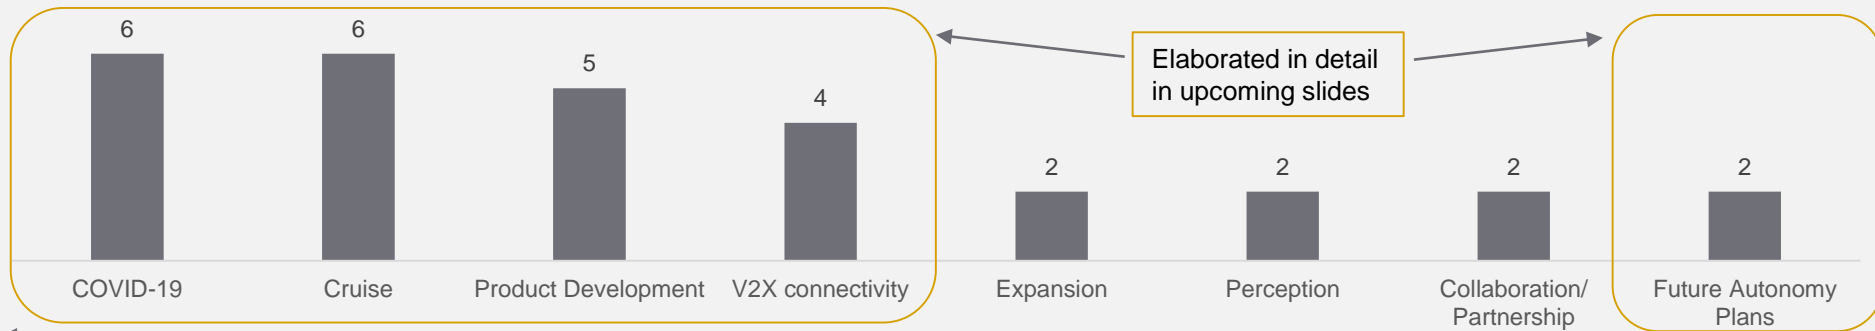 6
6
5
4
2
2
2
2
Elaborated in detail
in upcoming slides
COVID-19
Cruise
Product Development
V2X connectivity
Expansion
Perception
Collaboration/
Partnership
Future Autonomy
Plans